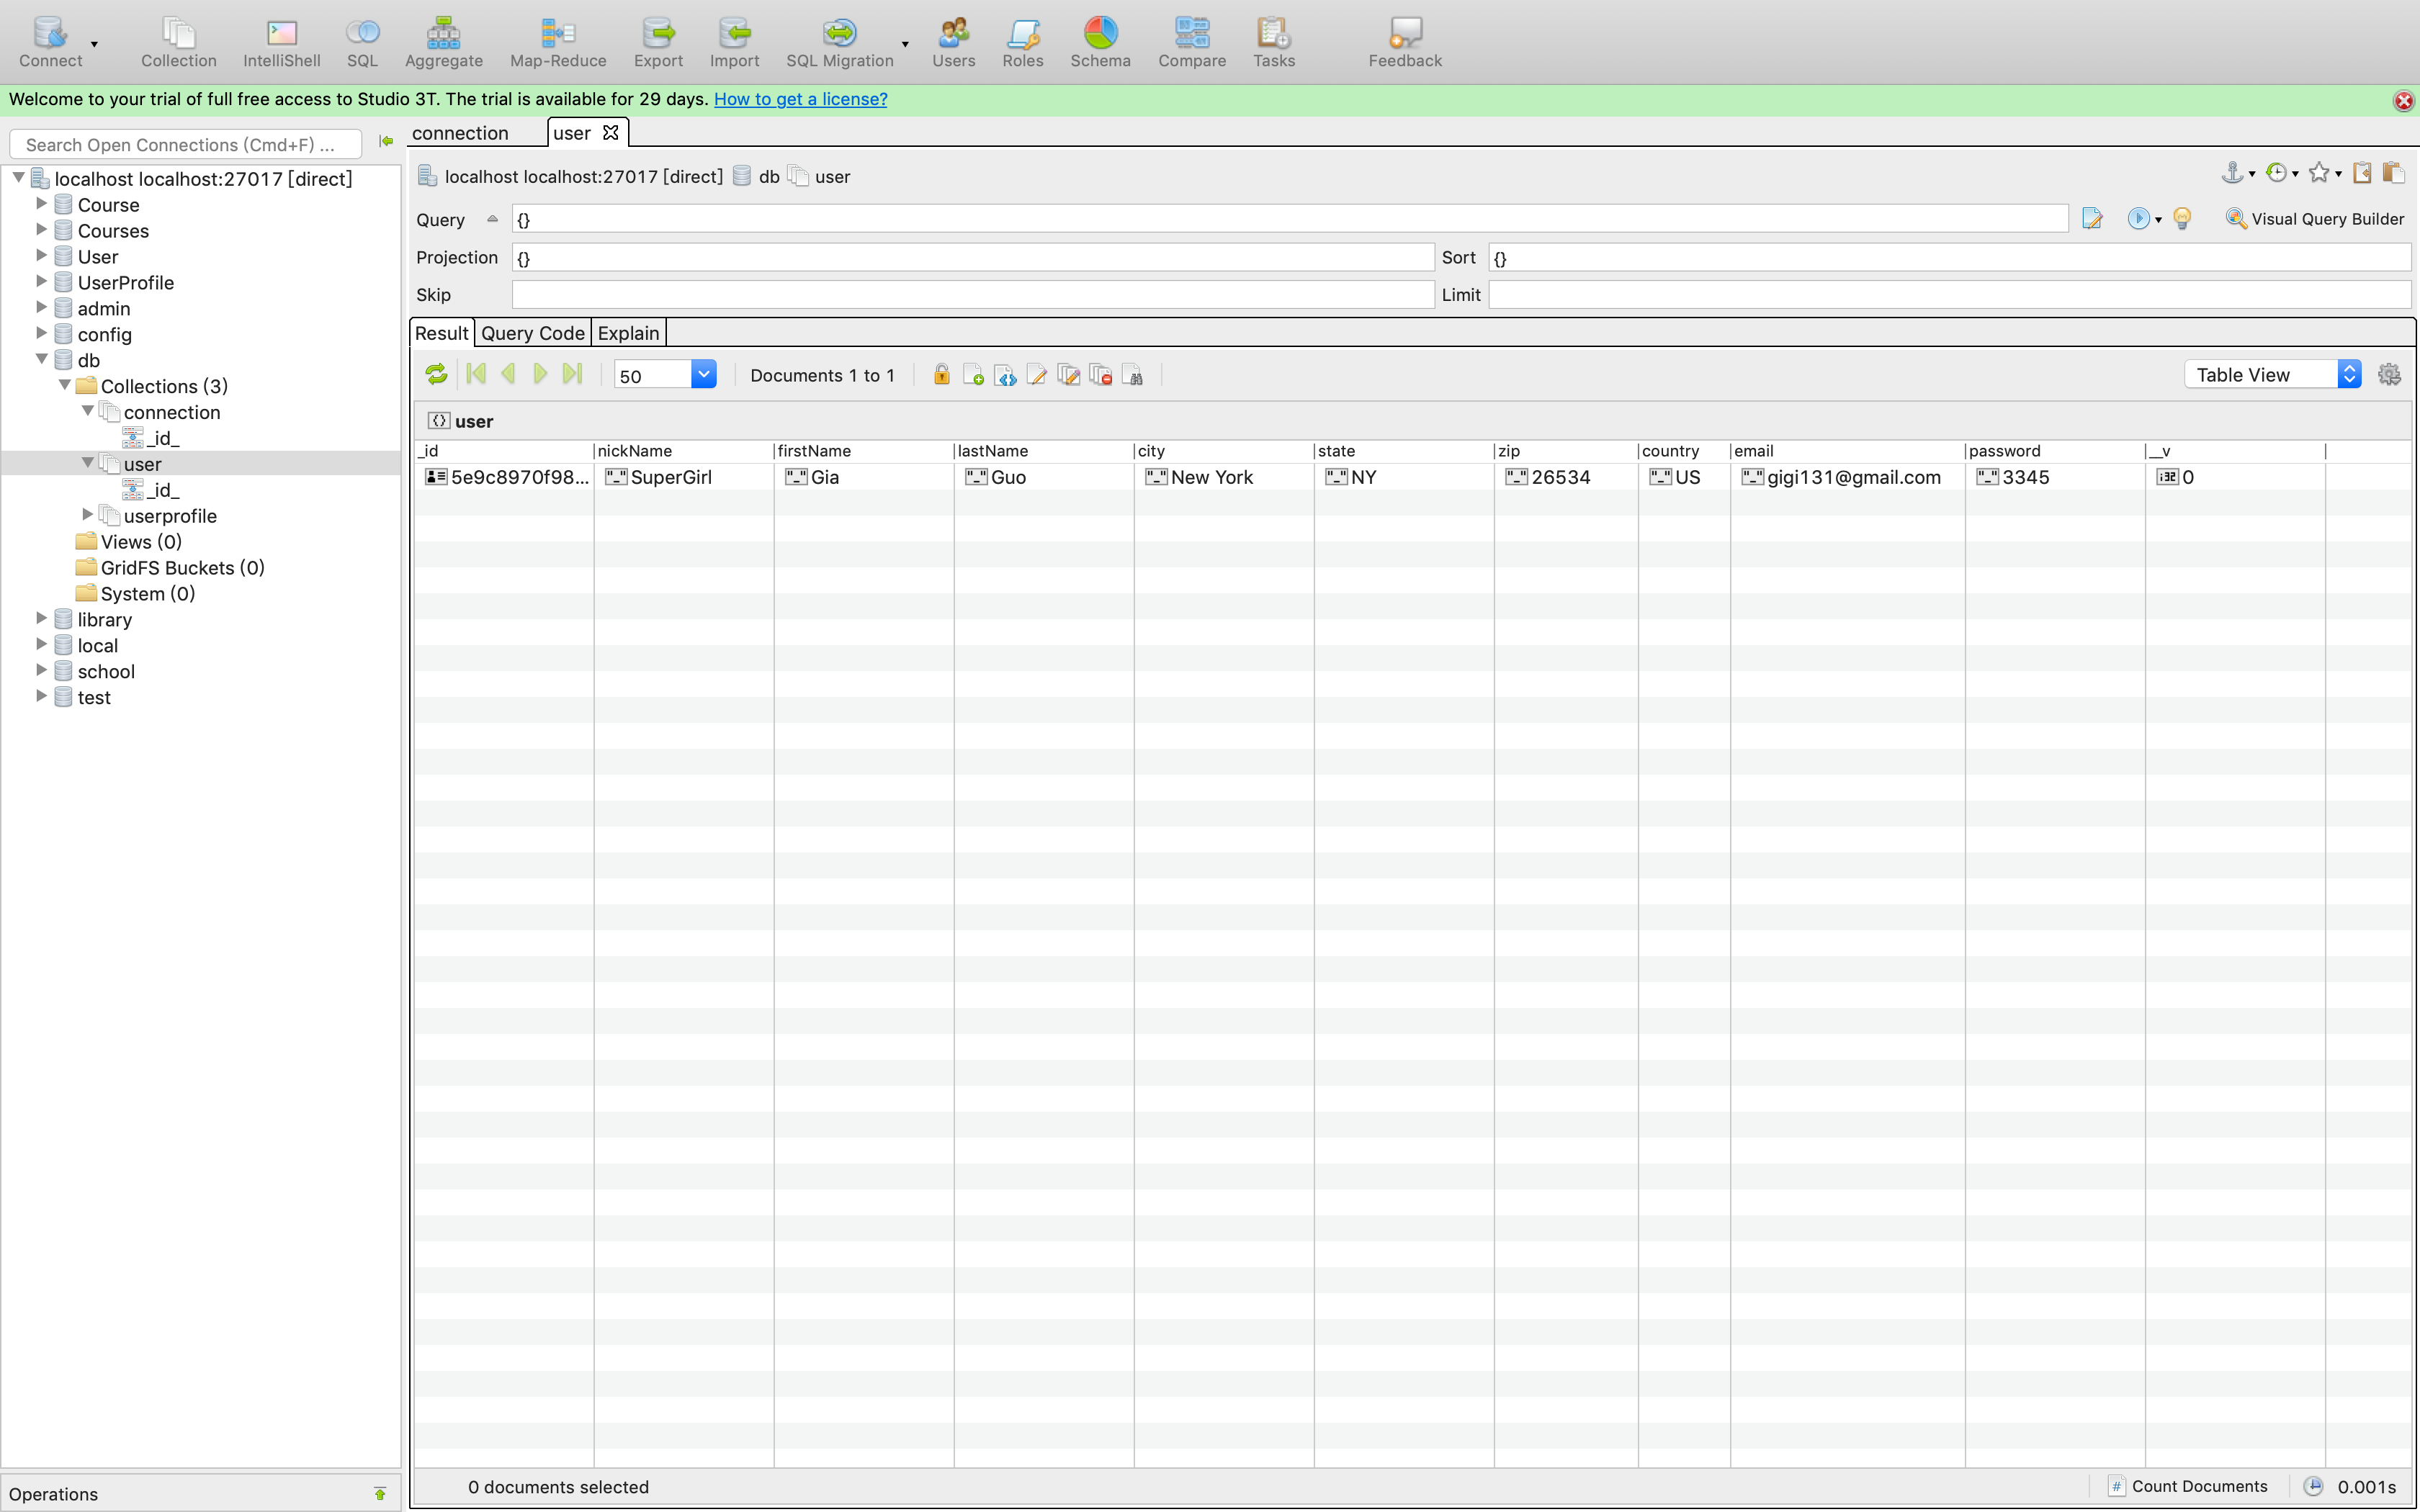 Connect Collection IntelliShell SQL Aggregate Map-Reduce Export Import SQL Migration Users Roles Schema Compare Tasks Feedback
Welcome to your trial of full free access to Studio 3T. The trial is available for 29 days. How to get a license?
Search Open Connections (Cmd+F) ...
localhost localhost:27017 [direct]
Course
Courses
User
UserProfile
admin
config
db
Collections (3)
connection
_id_
user
_id_
userprofile
Views (0)
GridFS Buckets (0)
System (0)
library
local
school
test
Operations
connection user
localhost localhost:27017 [direct] db user
Query {} Visual Query Builder
Projection {} Sort {}
Skip Limit
Result Query Code Explain
50 Documents 1 to 1 Table View
user
_id nickName firstName lastName city state zip country email password __v
5e9c8970f98... SuperGirl Gia Guo New York NY 26534 US gigi131@gmail.com 3345 0
0 documents selected Count Documents 0.001s